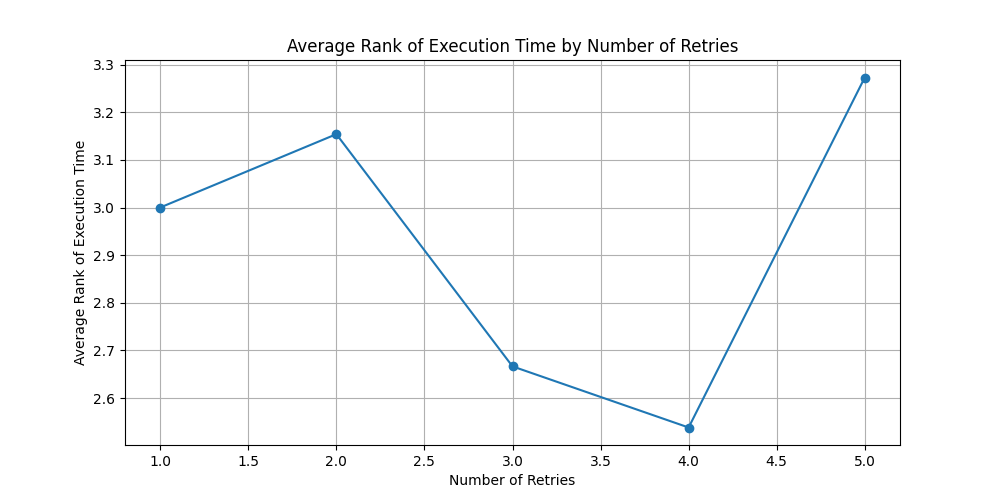 Average Rank of Execution Time by Number of Retries
Average Rank of Execution Time
3.3
3.2
3.1
3.0
2.9
2.8
2.7
2.6
1.0 1.5 2.0 2.5 3.0 3.5 4.0 4.5 5.0
Number of Retries